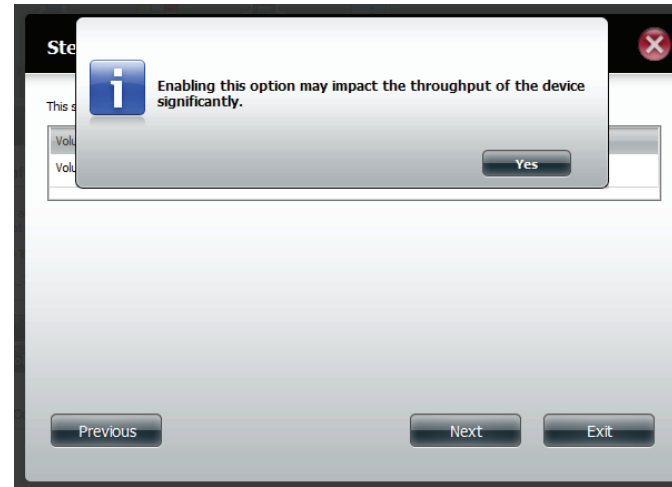 Ste
Enabling this option may impact the throughput of the device
significantly.
This s
Volu
Volu
Yes
Previous
Next
Exit